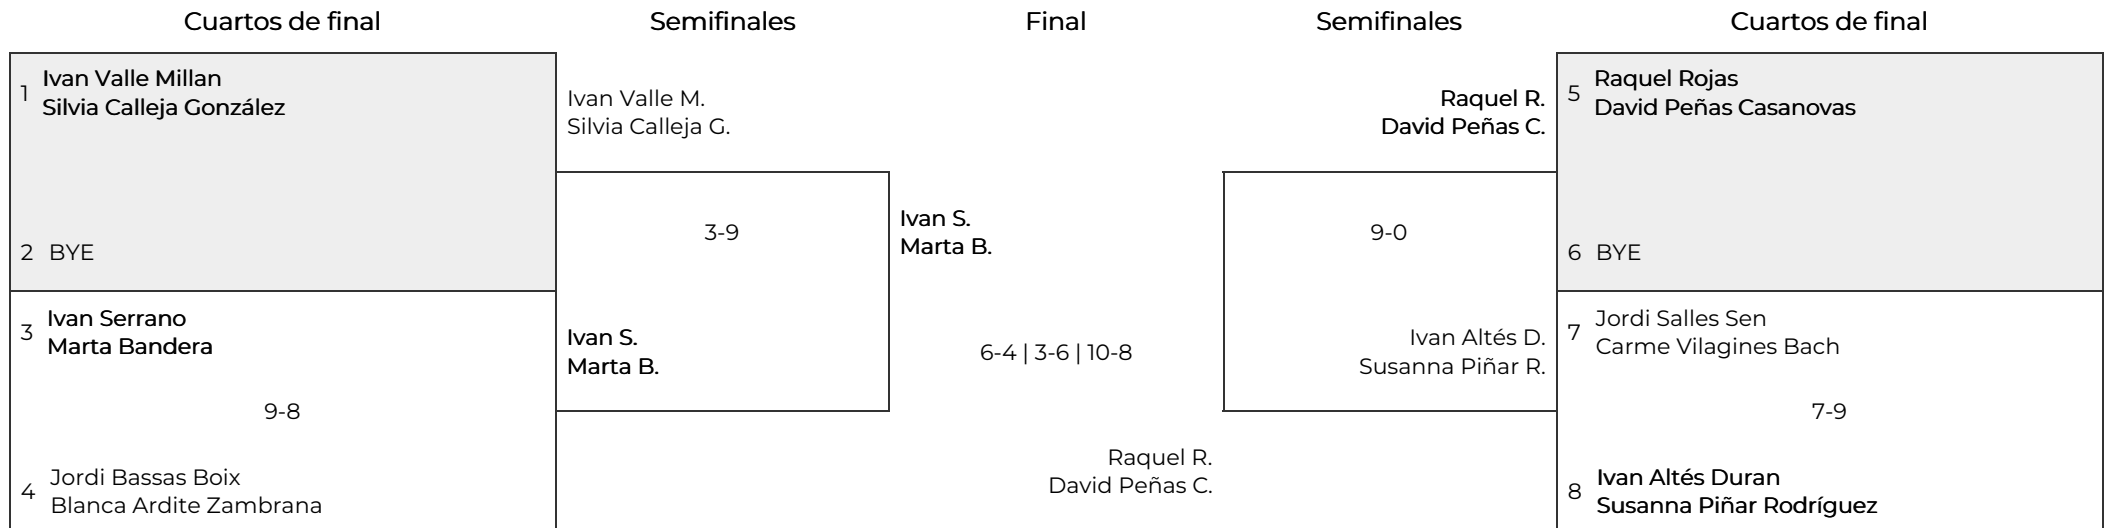 Cuartos de final
Semifinales
Final
Semifinales
Cuartos de final
1
Ivan Valle Millan
Silvia Calleja González
2 BYE
3
Ivan Serrano
Marta Bandera
9-8
4
Jordi Bassas Boix
Blanca Ardite Zambrana
Ivan Valle M.
Silvia Calleja G.
3-9
Ivan S.
Marta B.
Ivan S.
Marta B.
6-4 | 3-6 | 10-8
Raquel R.
David Peñas C.
Raquel R.
David Peñas C.
9-0
Ivan Altés D.
Susanna Piñar R.
5
Raquel Rojas
David Peñas Casanovas
6 BYE
7
Jordi Salles Sen
Carme Vilagines Bach
7-9
8
Ivan Altés Duran
Susanna Piñar Rodríguez